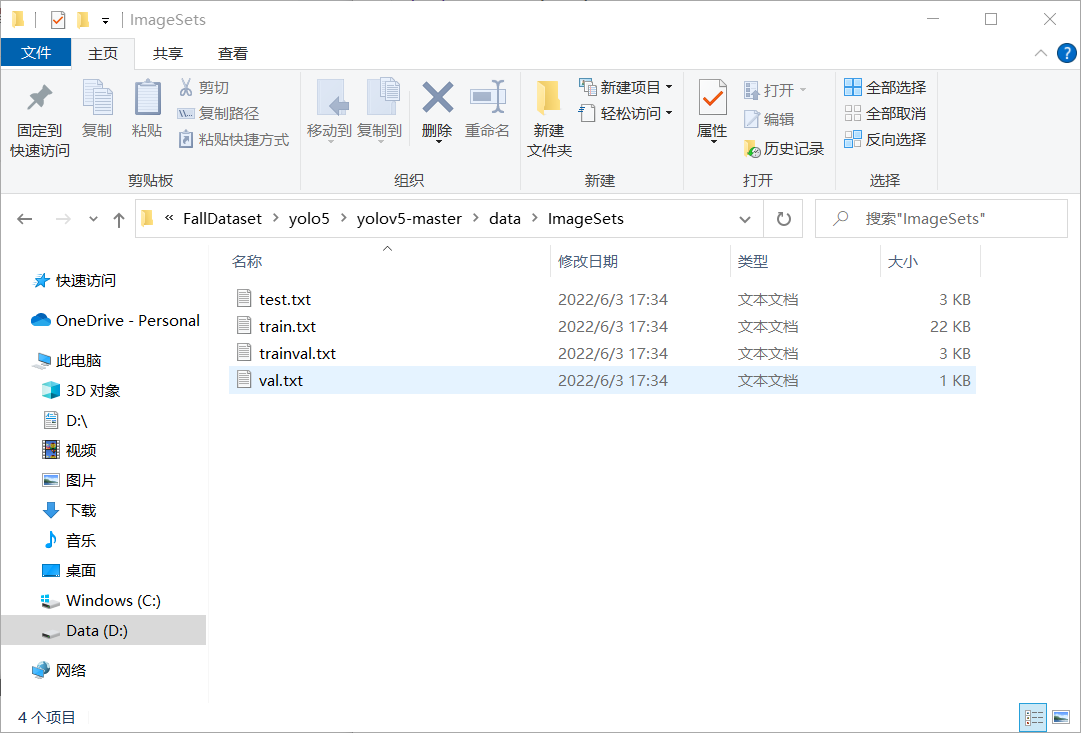 ImageSets
文件 主页 共享 查看
固定到快速访问
复制
粘贴
剪切
复制路径
粘贴快捷方式
剪贴板
移动到 复制到 删除 重命名
组织
新建文件夹
新建项目
轻松访问
新建
属性
打开
编辑
历史记录
打开
全部选择
全部取消
反向选择
选择
« FallDataset > yolo5 > yolov5-master > data > ImageSets
搜索"ImageSets"
名称 修改日期 类型 大小
test.txt 2022/6/3 17:34 文本文档 3 KB
train.txt 2022/6/3 17:34 文本文档 22 KB
trainval.txt 2022/6/3 17:34 文本文档 3 KB
val.txt 2022/6/3 17:34 文本文档 1 KB
快速访问
OneDrive - Personal
此电脑
3D 对象
D:\
视频
图片
下载
音乐
桌面
Windows (C:)
Data (D:)
网络
4 个项目